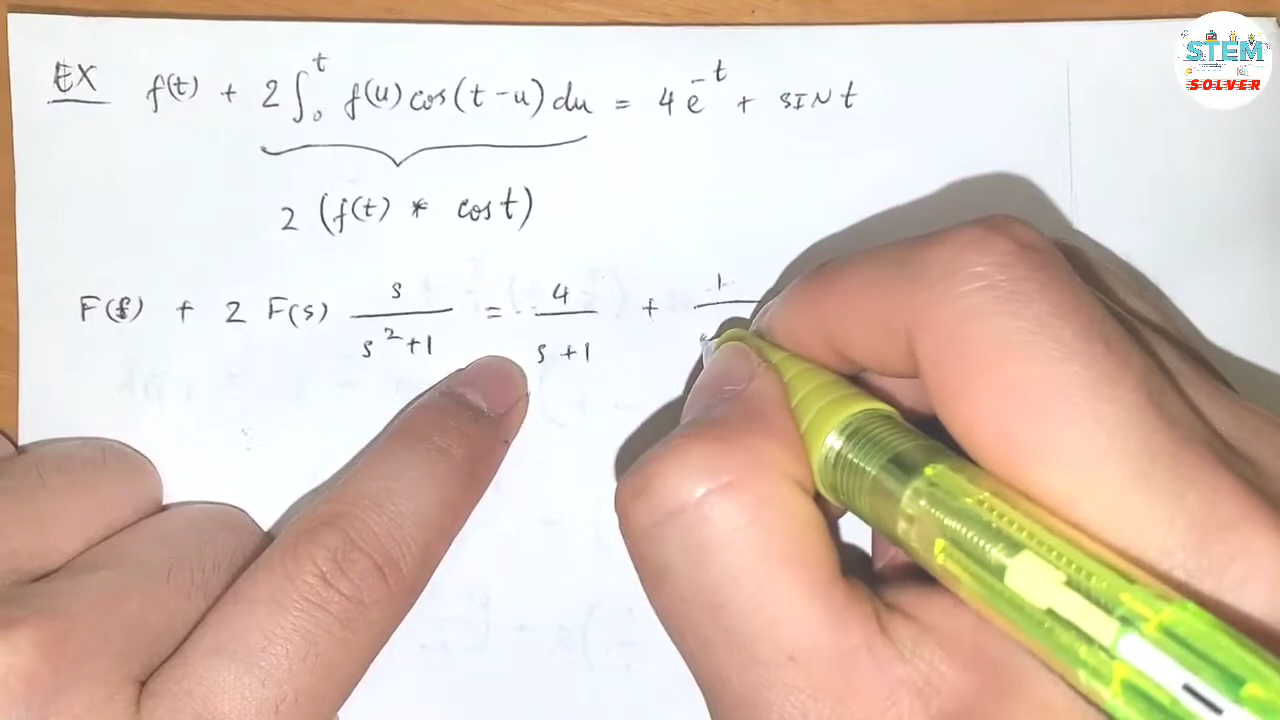 STEM
SOLVER
EX f(t) + 2 ∫₀ᵗ f(u) cos(t-u) du = 4e^-t + SIN t
2 (f(t) * cos t)
F(s) + 2 F(s) s/(s²+1) = 4/(s+1) + 1/